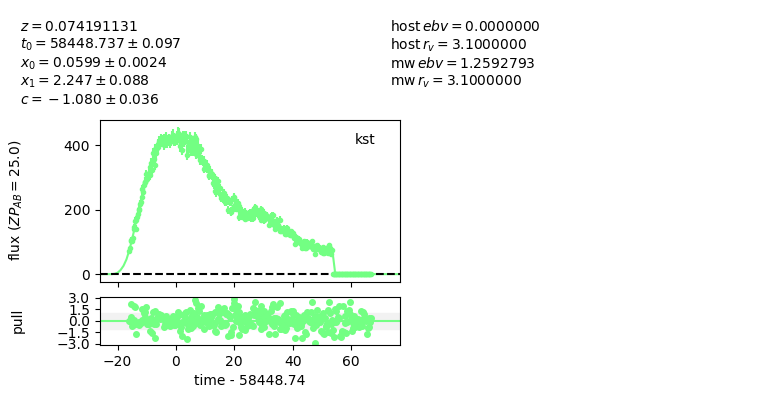 z = 0.074191131
t0 = 58448.737 ± 0.097
x0 = 0.0599 ± 0.0024
x1 = 2.247 ± 0.088
c = −1.080 ± 0.036
host ebv = 0.0000000
host rv = 3.1000000
mw ebv = 1.2592793
mw rv = 3.1000000
flux (ZPAB = 25.0)
400
200
0
kst
pull
3.0
1.5
0.0
−1.5
−3.0
−20 0 20 40 60
time - 58448.74